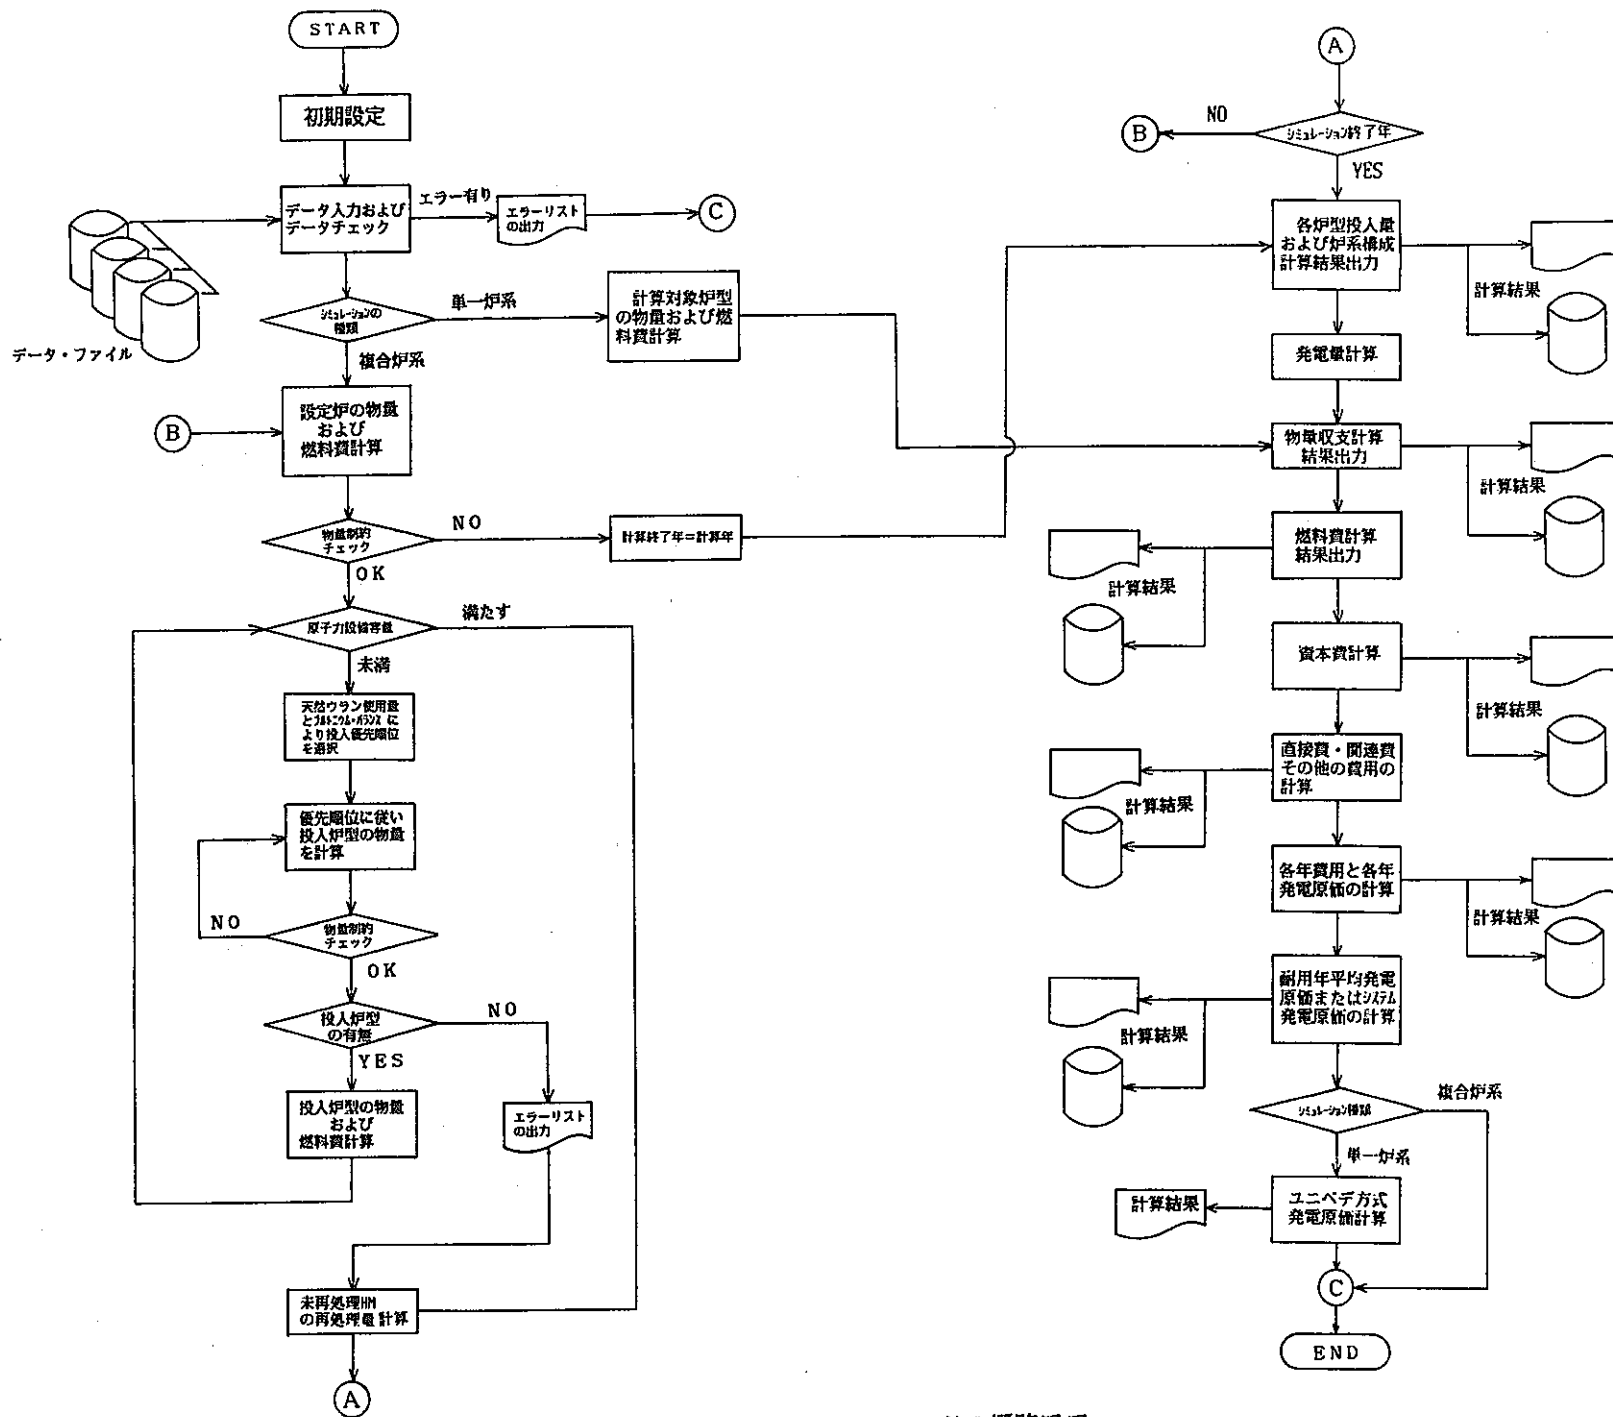 START
初期設定
データ入力および
データチェック
エラー有り
エラーリスト
の出力
C
データ・ファイル
シミュレーションの
種類
単一炉系
計算対象炉型
の物量および燃
料費計算
複合炉系
B
設定炉の物量
および
燃料費計算
物量制約
チェック
NO
計算終了年=計算年
OK
原子力設備容量
満たす
未満
天然ウラン使用量
とプルトニウム・バランスに
より投入優先順位
を選択
優先順位に従い
投入炉型の物量
を計算
NO
物量制約
チェック
OK
投入炉型
の有無
NO
YES
投入炉型の物量
および
燃料費計算
エラーリスト
の出力
未再処理HM
の再処理量計算
A
A
シミュレーション終了年
NO
B
YES
各炉型投入量
および炉系構成
計算結果出力
計算結果
発電量計算
物量収支計算
結果出力
計算結果
燃料費計算
結果出力
計算結果
資本費計算
計算結果
直接費・関連費
その他の費用の
計算
計算結果
各年費用と各年
発電原価の計算
計算結果
耐用年平均発電
原価またはシステム
発電原価の計算
計算結果
シミュレーション種類
複合炉系
単一炉系
ユニペデ方式
発電原価計算
計算結果
C
END